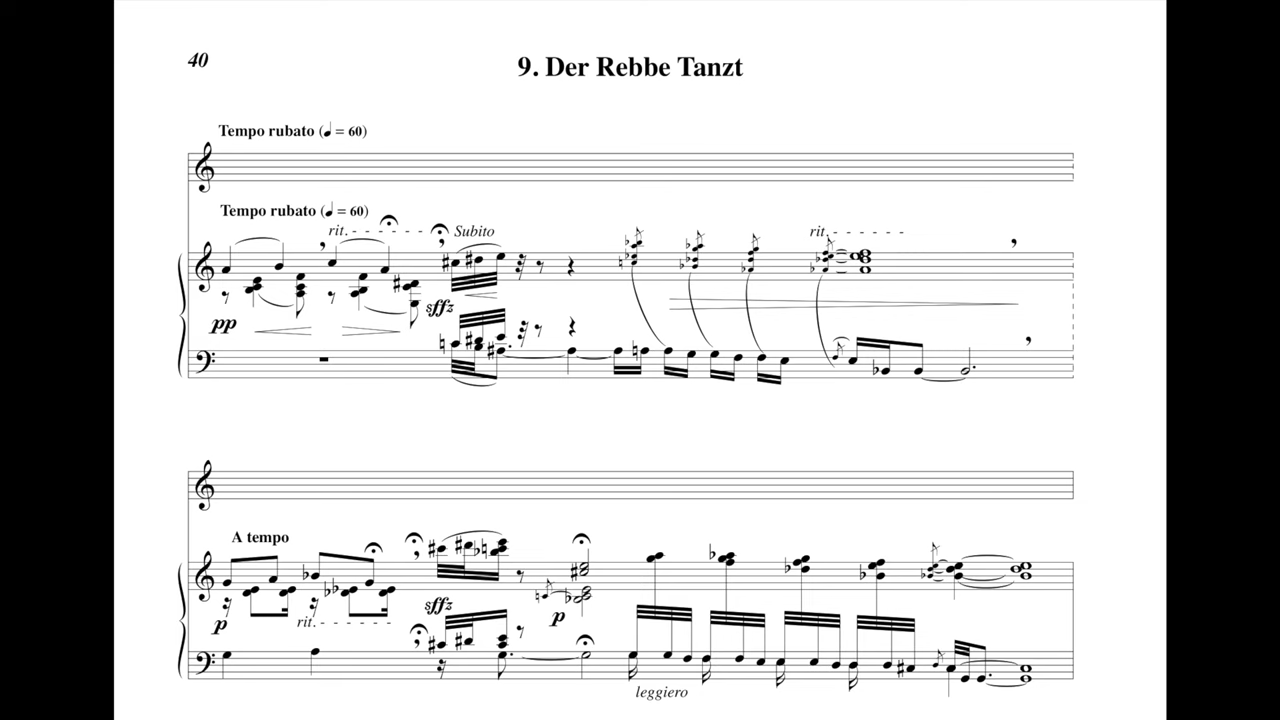 40
9. Der Rebbe Tanzt
Tempo rubato (♩ = 60)
Tempo rubato (♩ = 60)
rit.
Subito
rit.
pp
sffz
A tempo
sffz
p
rit.
p
leggiero